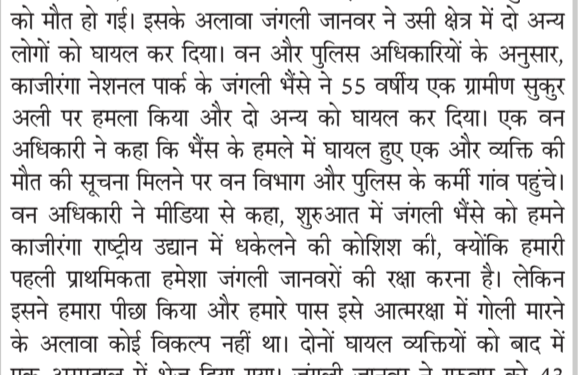 को मौत हो गई। इसके अलावा जंगली जानवर ने उसी क्षेत्र में दो अन्य
लोगों को घायल कर दिया। वन और पुलिस अधिकारियों के अनुसार,
काजीरंगा नेशनल पार्क के जंगली भैंसे ने 55 वर्षीय एक ग्रामीण सुकुर
अली पर हमला किया और दो अन्य को घायल कर दिया। एक वन
अधिकारी ने कहा कि भैंस के हमले में घायल हुए एक और व्यक्ति की
मौत की सूचना मिलने पर वन विभाग और पुलिस के कर्मी गांव पहुंचे।
वन अधिकारी ने मीडिया से कहा, शुरुआत में जंगली भैंसे को हमने
काजीरंगा राष्ट्रीय उद्यान में धकेलने की कोशिश की, क्योंकि हमारी
पहली प्राथमिकता हमेशा जंगली जानवरों की रक्षा करना है। लेकिन
इसने हमारा पीछा किया और हमारे पास इसे आत्मरक्षा में गोली मारने
के अलावा कोई विकल्प नहीं था। दोनों घायल व्यक्तियों को बाद में